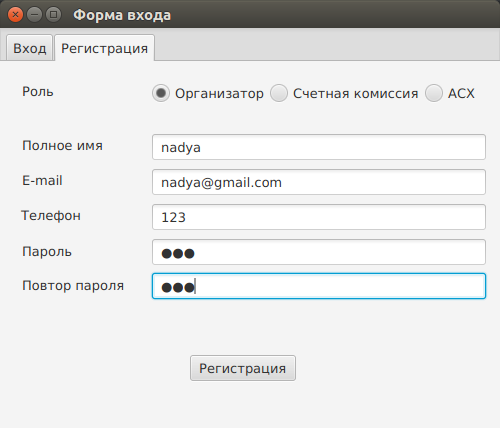 Форма входа
Вход Регистрация
Роль Организатор Счетная комиссия АСХ
Полное имя nadya
E-mail nadya@gmail.com
Телефон 123
Пароль ●●●
Повтор пароля ●●●
Регистрация